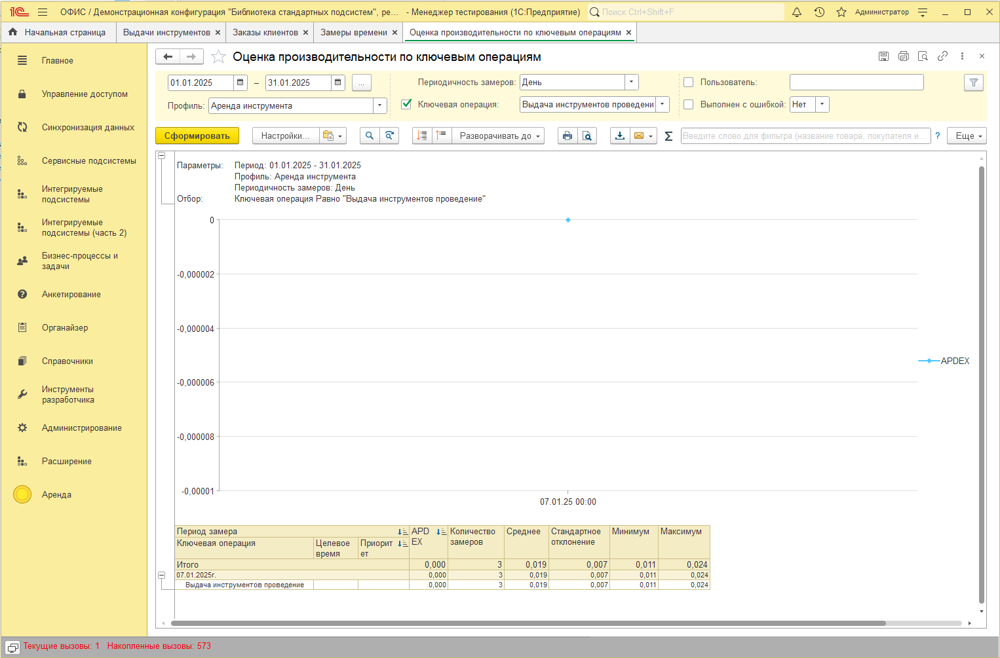 ОФИС / Демонстрационная конфигурация "Библиотека стандартных подсистем", ре... - Менеджер тестирования (1С:Предприятие)
Поиск Ctrl+Shift+F
Администратор
Начальная страница
Выдачи инструментов
Заказы клиентов
Замеры времени
Оценка производительности по ключевым операциям
Главное
Управление доступом
Синхронизация данных
Сервисные подсистемы
Интегрируемые
подсистемы
Интегрируемые
подсистемы (часть 2)
Бизнес-процессы и
задачи
Анкетирование
Органайзер
Справочники
Инструменты
разработчика
Администрирование
Расширение
Аренда
Оценка производительности по ключевым операциям
01.01.2025 – 31.01.2025 ...
Периодичность замеров: День
Пользователь:
Профиль: Аренда инструмента
Ключевая операция: Выдача инструментов проведени
Выполнен с ошибкой: Нет
Сформировать
Настройки...
Разворачивать до
Σ
Введите слово для фильтра (название товара, покупателя и...
?
Еще
Параметры: Период: 01.01.2025 - 31.01.2025
Профиль: Аренда инструмента
Периодичность замеров: День
Отбор: Ключевая операция Равно "Выдача инструментов проведение"
0
-0,000002
-0,000004
-0,000006
-0,000008
-0,00001
07.01.25 00:00
APDEX
Период замера
APD
EX
Количество
замеров
Среднее
Стандартное
отклонение
Минимум
Максимум
Ключевая операция
Целевое
время
Приорит
ет
Итого 0,000 3 0,019 0,007 0,011 0,024
07.01.2025г. 0,000 3 0,019 0,007 0,011 0,024
Выдача инструментов проведение 0,000 3 0,019 0,007 0,011 0,024
Текущие вызовы: 1 Накопленные вызовы: 573